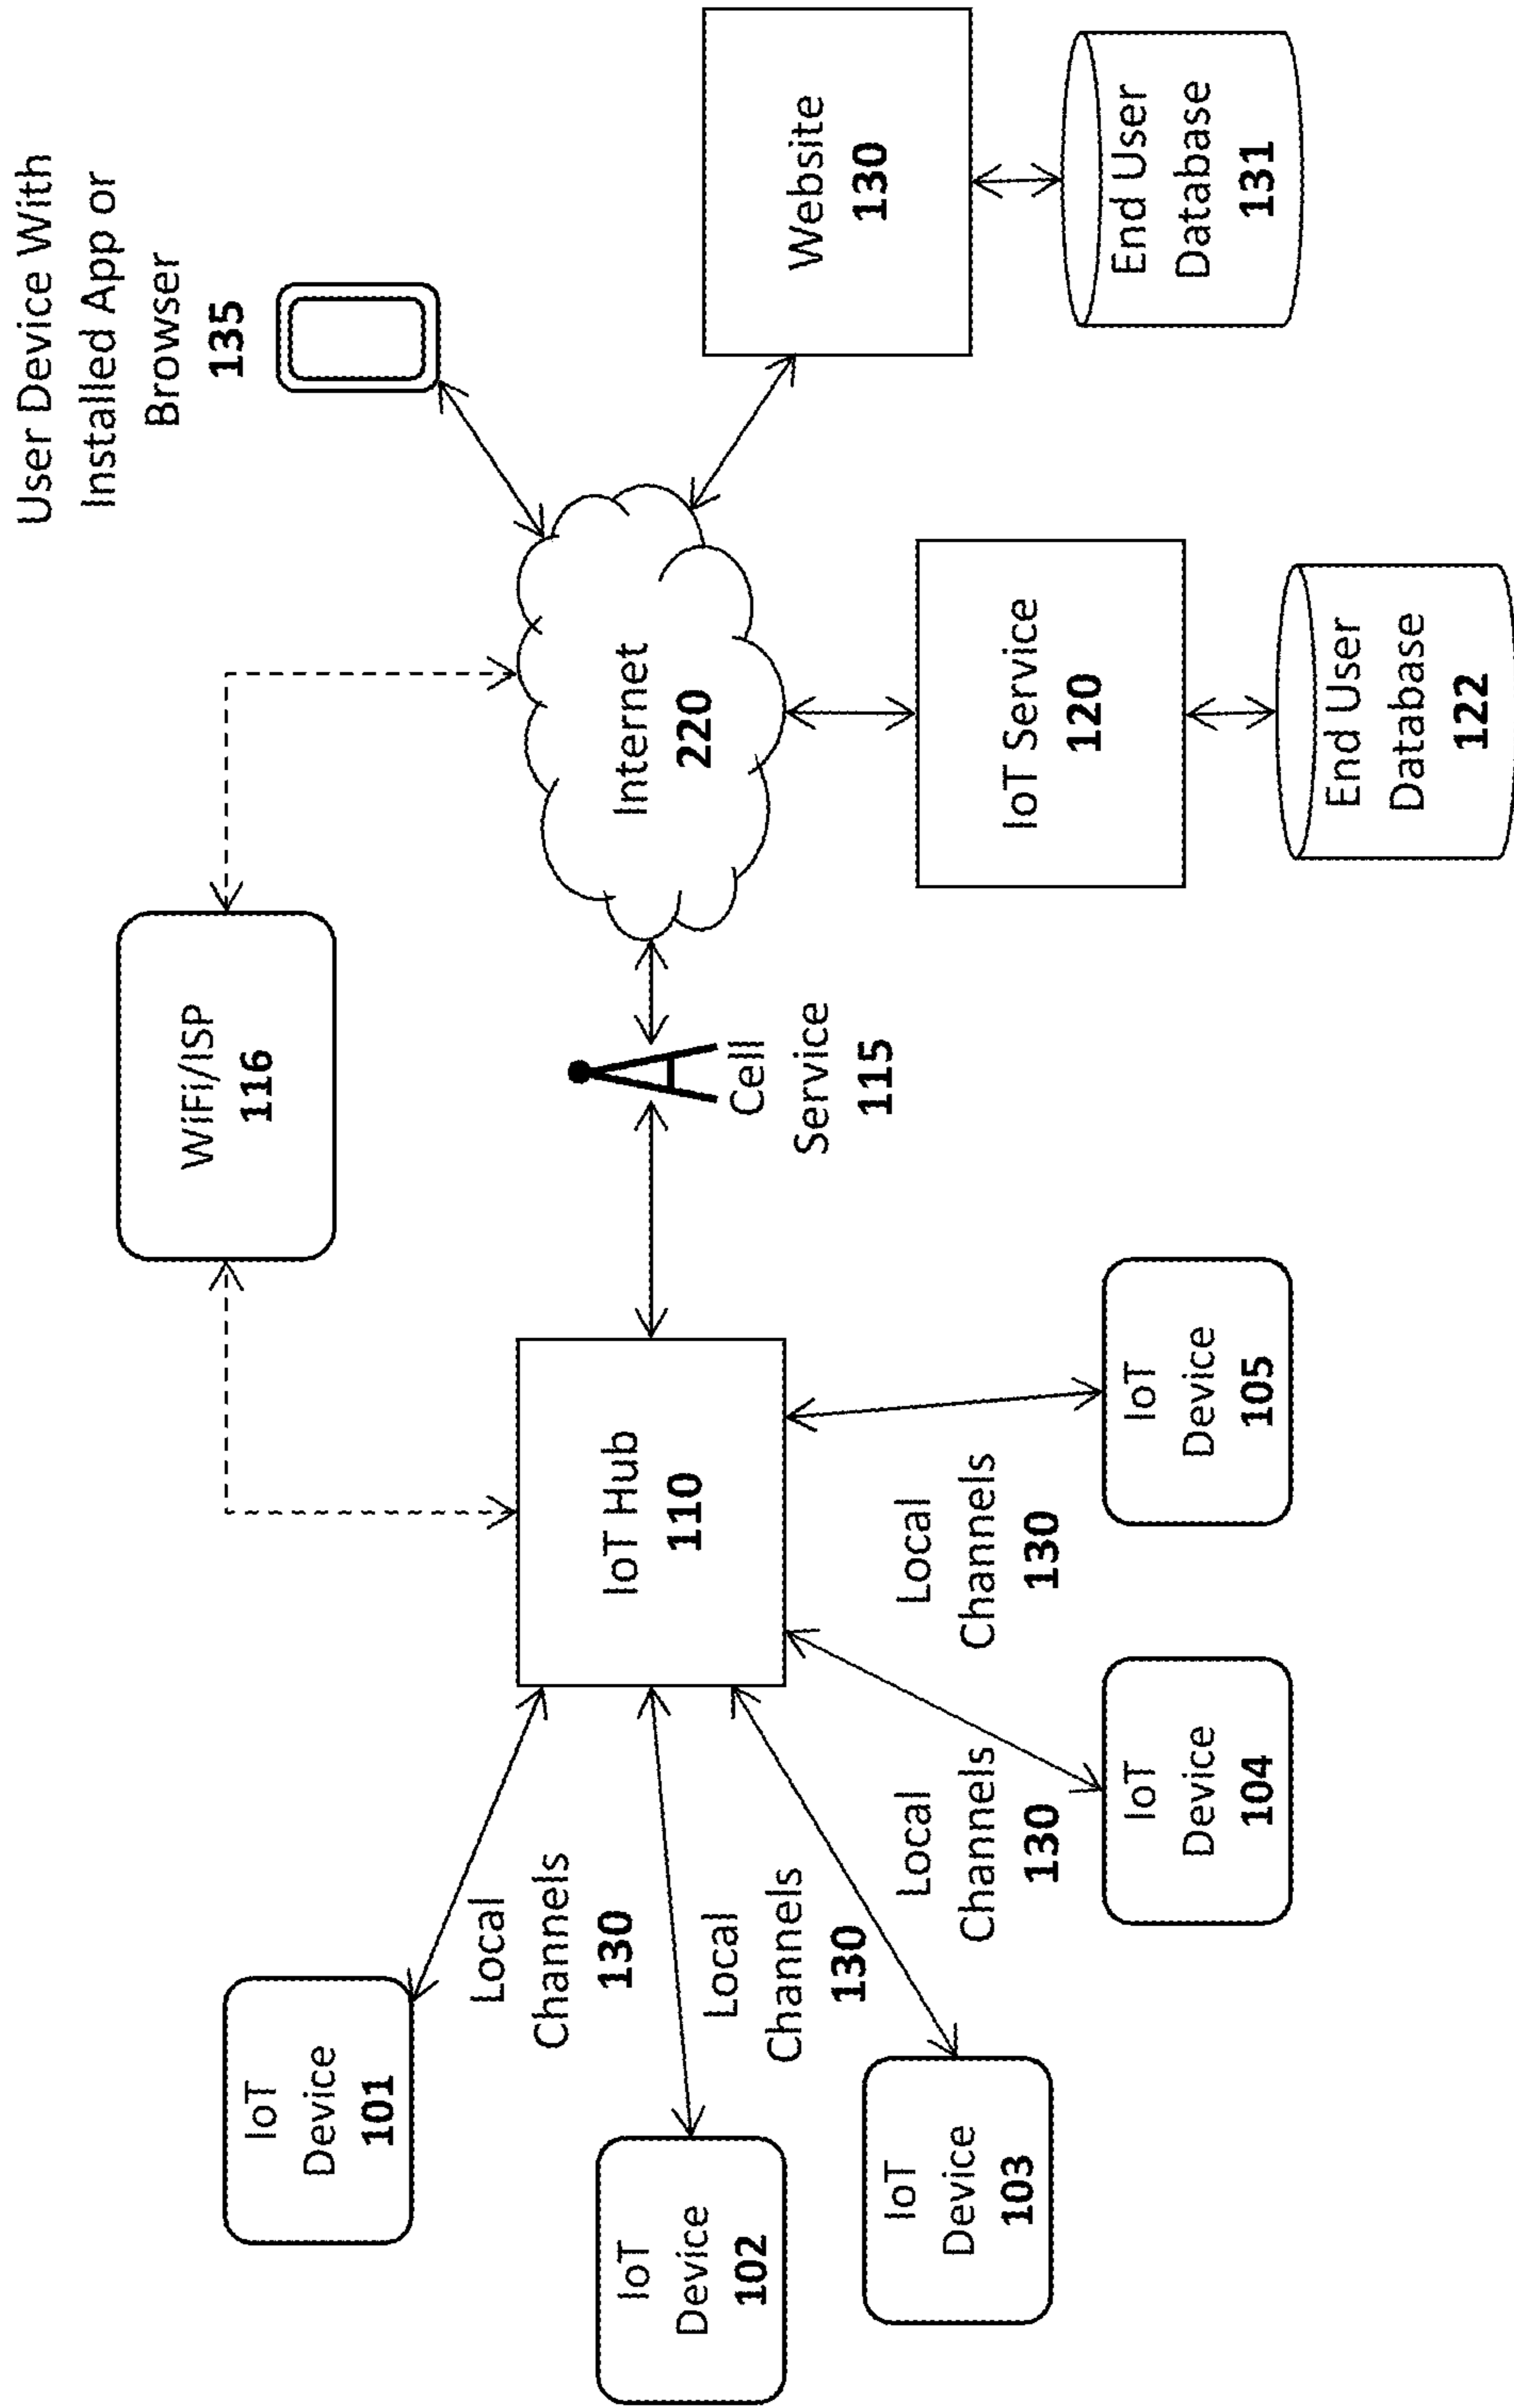 User Device With
Installed App or
Browser
135
WiFi/ISP
116
IoT
Device
101
IoT
Device
102
IoT
Device
103
IoT
Device
104
IoT
Device
105
Local
Channels
130
Local
Channels
130
Local
Channels
130
Local
Channels
130
IoT Hub
110
Cell
Service
115
Internet
220
Website
130
End User
Database
131
IoT Service
120
End User
Database
122